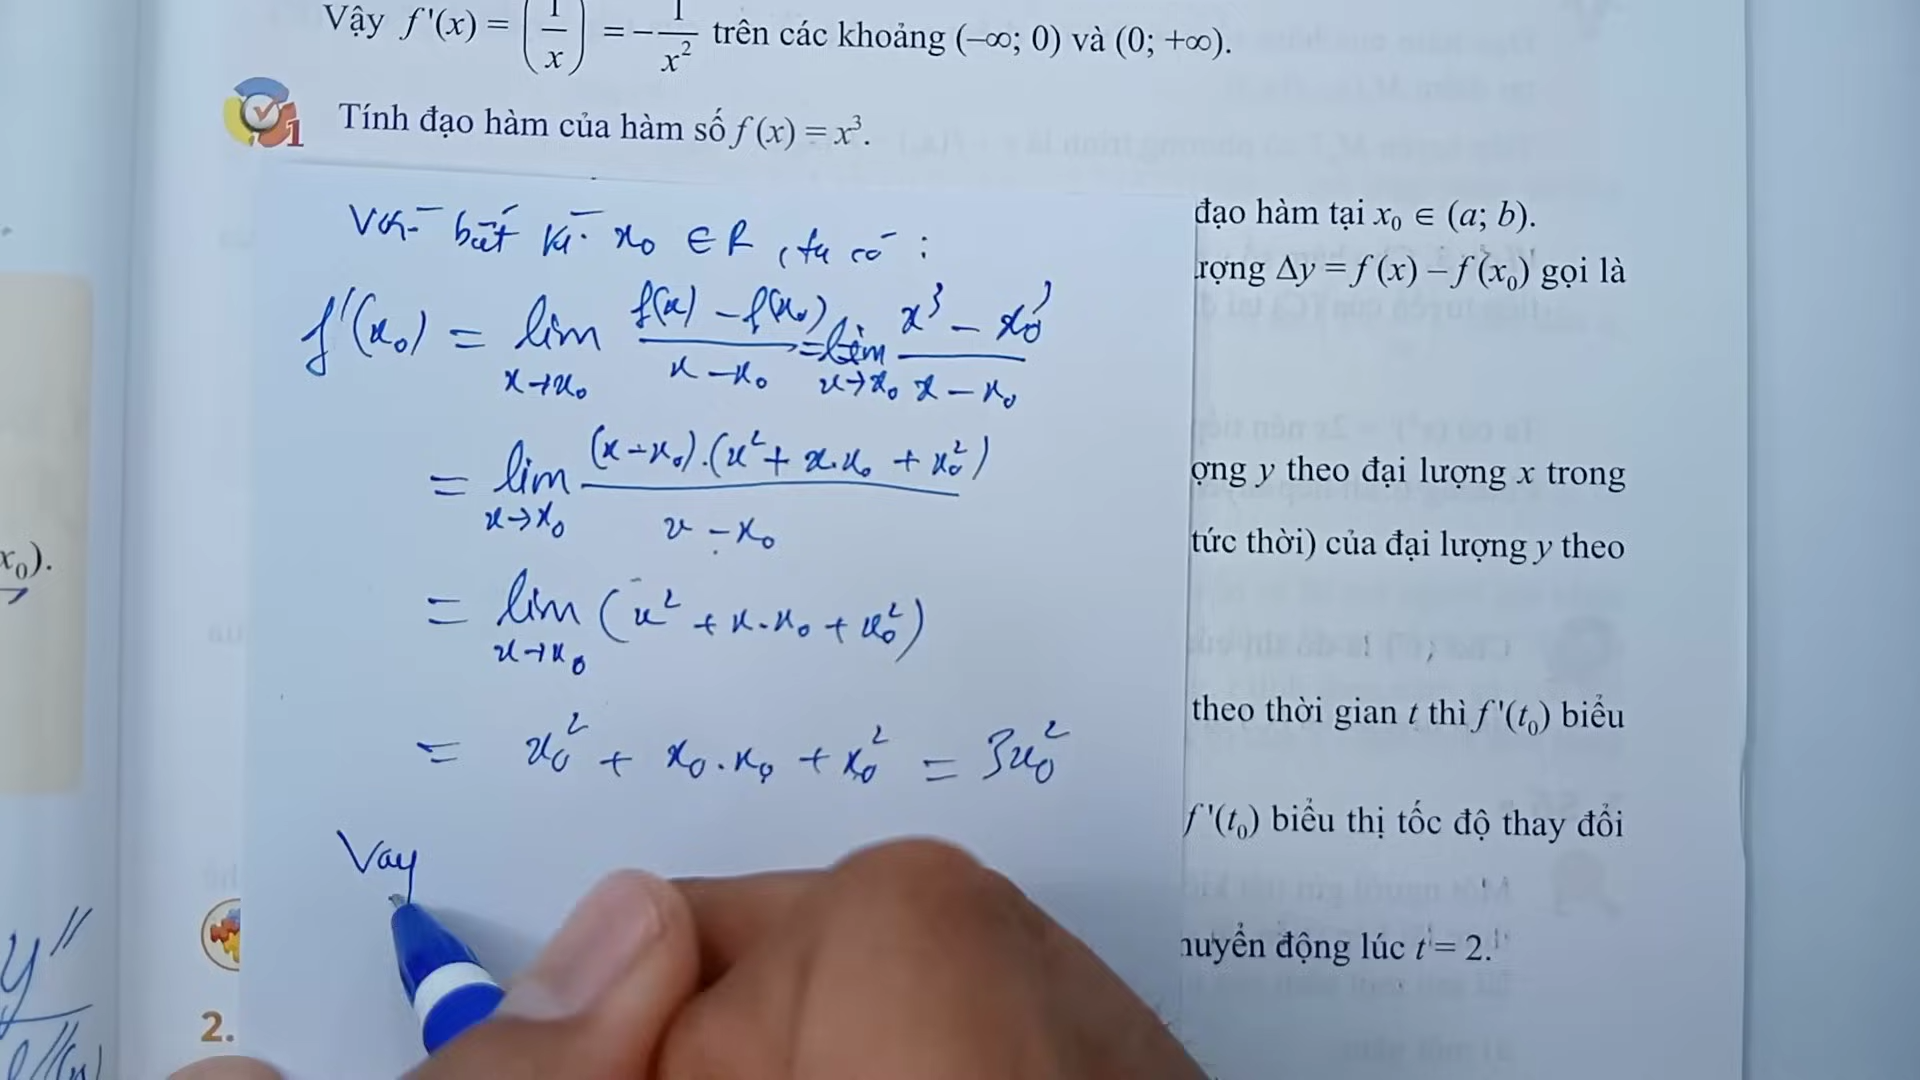 Vậy f'(x) = (1/x) = −1/x² trên các khoảng (–∞; 0) và (0; +∞).
1 Tính đạo hàm của hàm số f(x) = x³.
Với bất kì x₀ ∈ R, ta có :
f'(x₀) = lim x→x₀ (f(x) − f(x₀))/(x − x₀) = lim x→x₀ (x³ − x₀³)/(x − x₀)
= lim x→x₀ ((x − x₀).(x² + x.x₀ + x₀²))/(x − x₀)
= lim x→x₀ (x² + x.x₀ + x₀²)
= x₀² + x₀.x₀ + x₀² = 3x₀²
Vay
đạo hàm tại x₀ ∈ (a; b).
Δy = f(x) – f(x₀) gọi là
y theo đại lượng x trong
tức thời) của đại lượng y theo
theo thời gian t thì f'(t₀) biểu
f'(t₀) biểu thị tốc độ thay đổi
động lúc t = 2.
x₀).
y''
2.